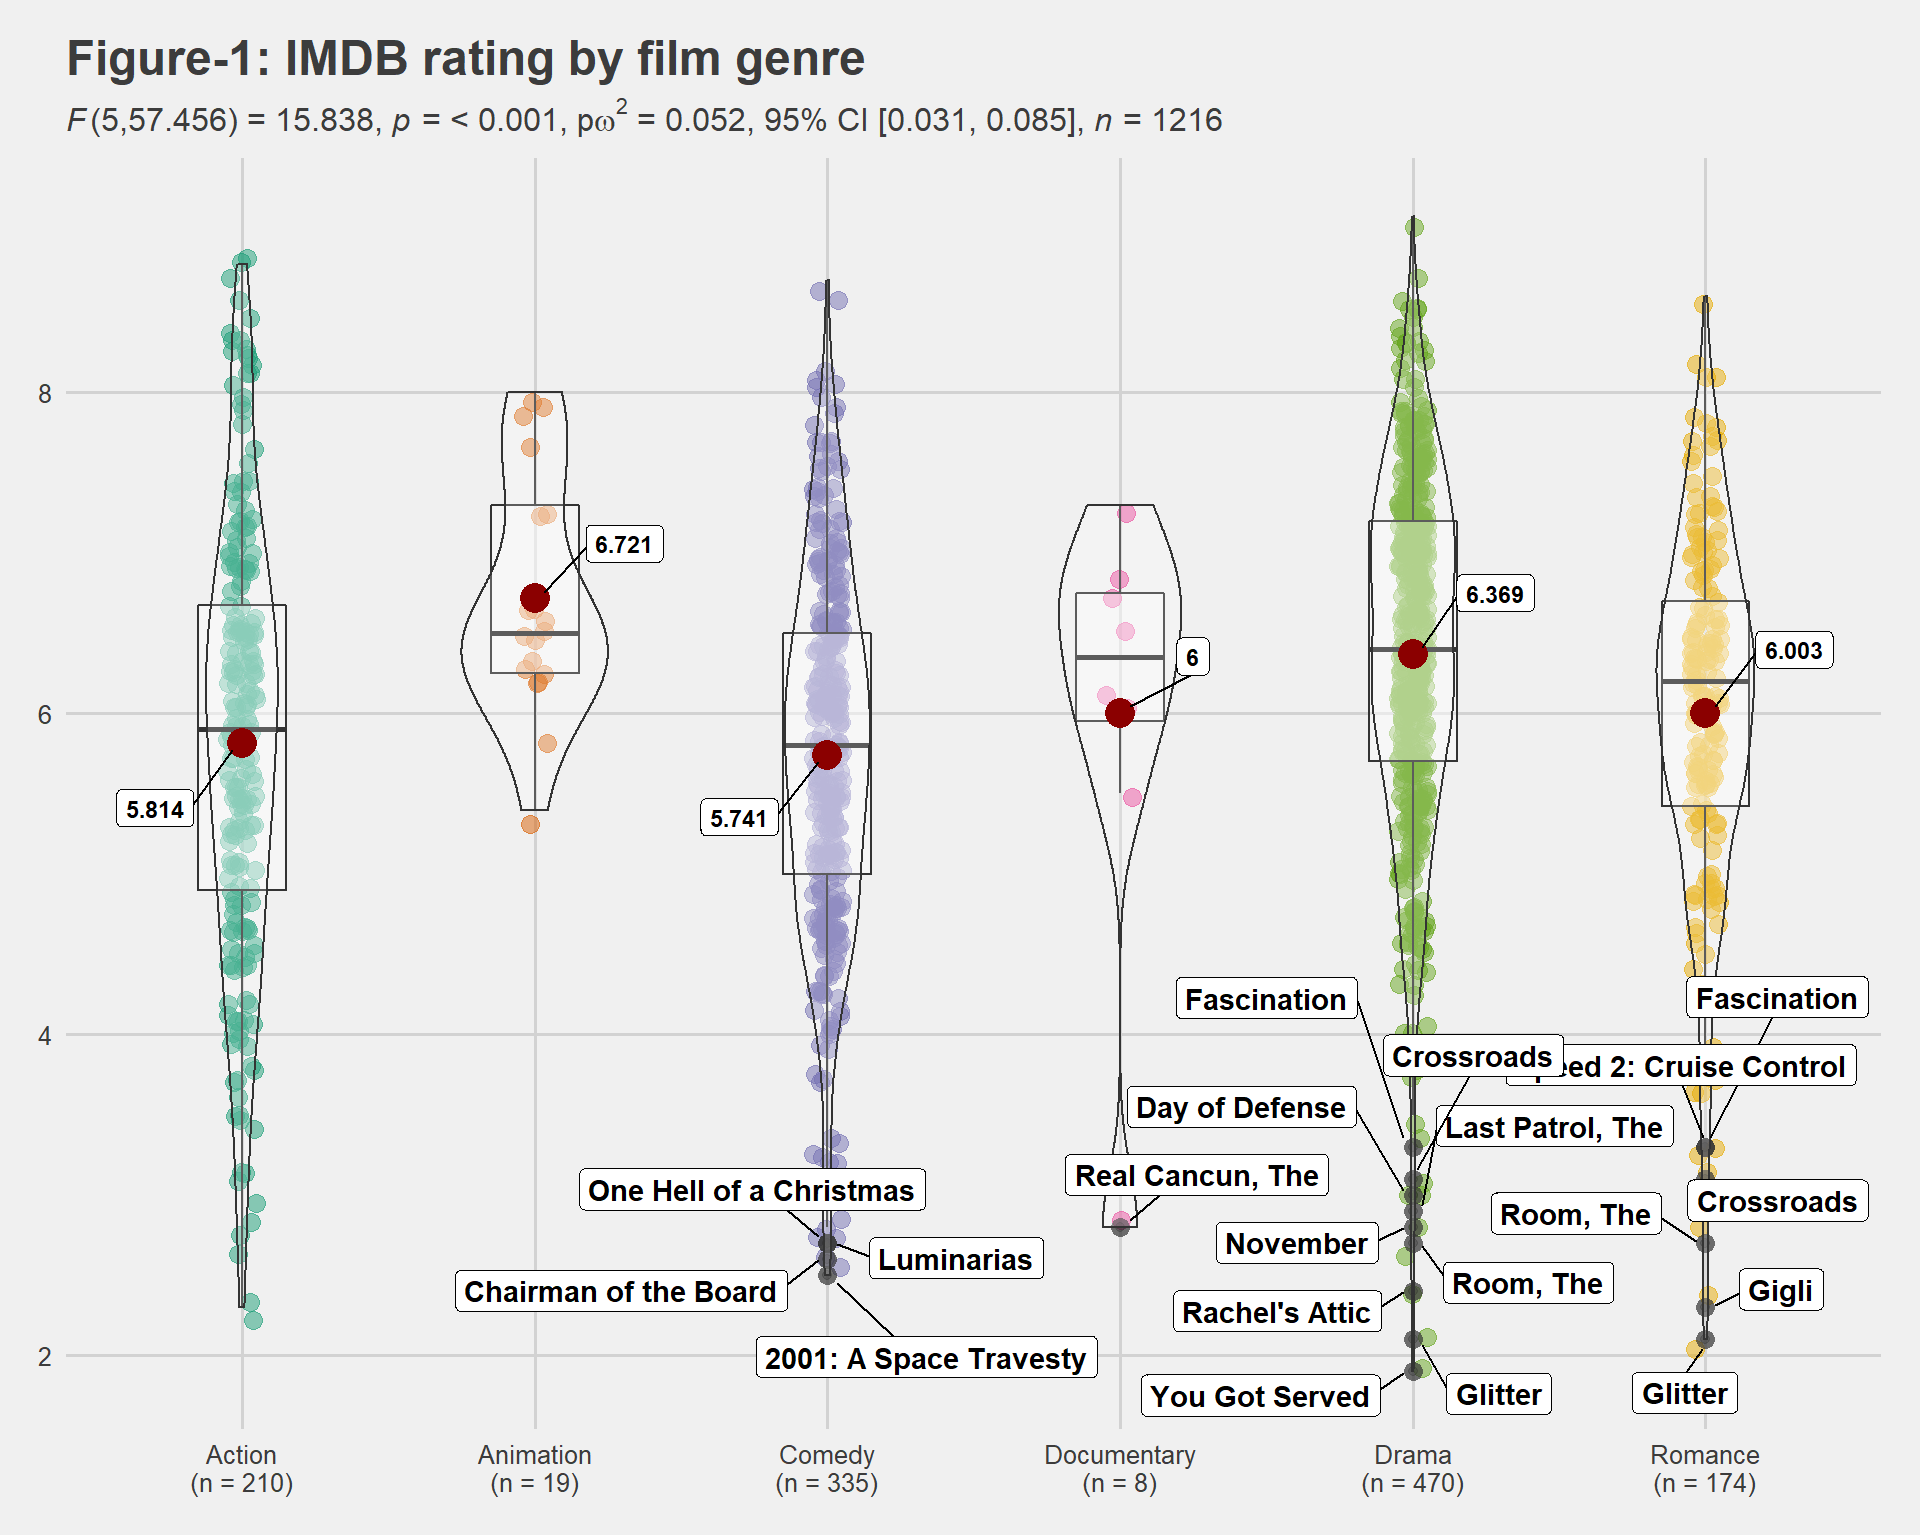 Figure-1: IMDB rating by film genre
F(5,57.456) = 15.838, p = < 0.001, pω² = 0.052, 95% CI [0.031, 0.085], n = 1216
8
6.721
6.369
6
6.003
6
5.814
5.741
Fascination
Fascination
4
Crossroads
eed 2: Cruise Control
Day of Defense
Last Patrol, The
Real Cancun, The
One Hell of a Christmas
Crossroads
Room, The
November
Luminarias
Room, The
Chairman of the Board
Gigli
Rachel's Attic
2
2001: A Space Travesty
You Got Served
Glitter
Glitter
Action
(n = 210)
Animation
(n = 19)
Comedy
(n = 335)
Documentary
(n = 8)
Drama
(n = 470)
Romance
(n = 174)